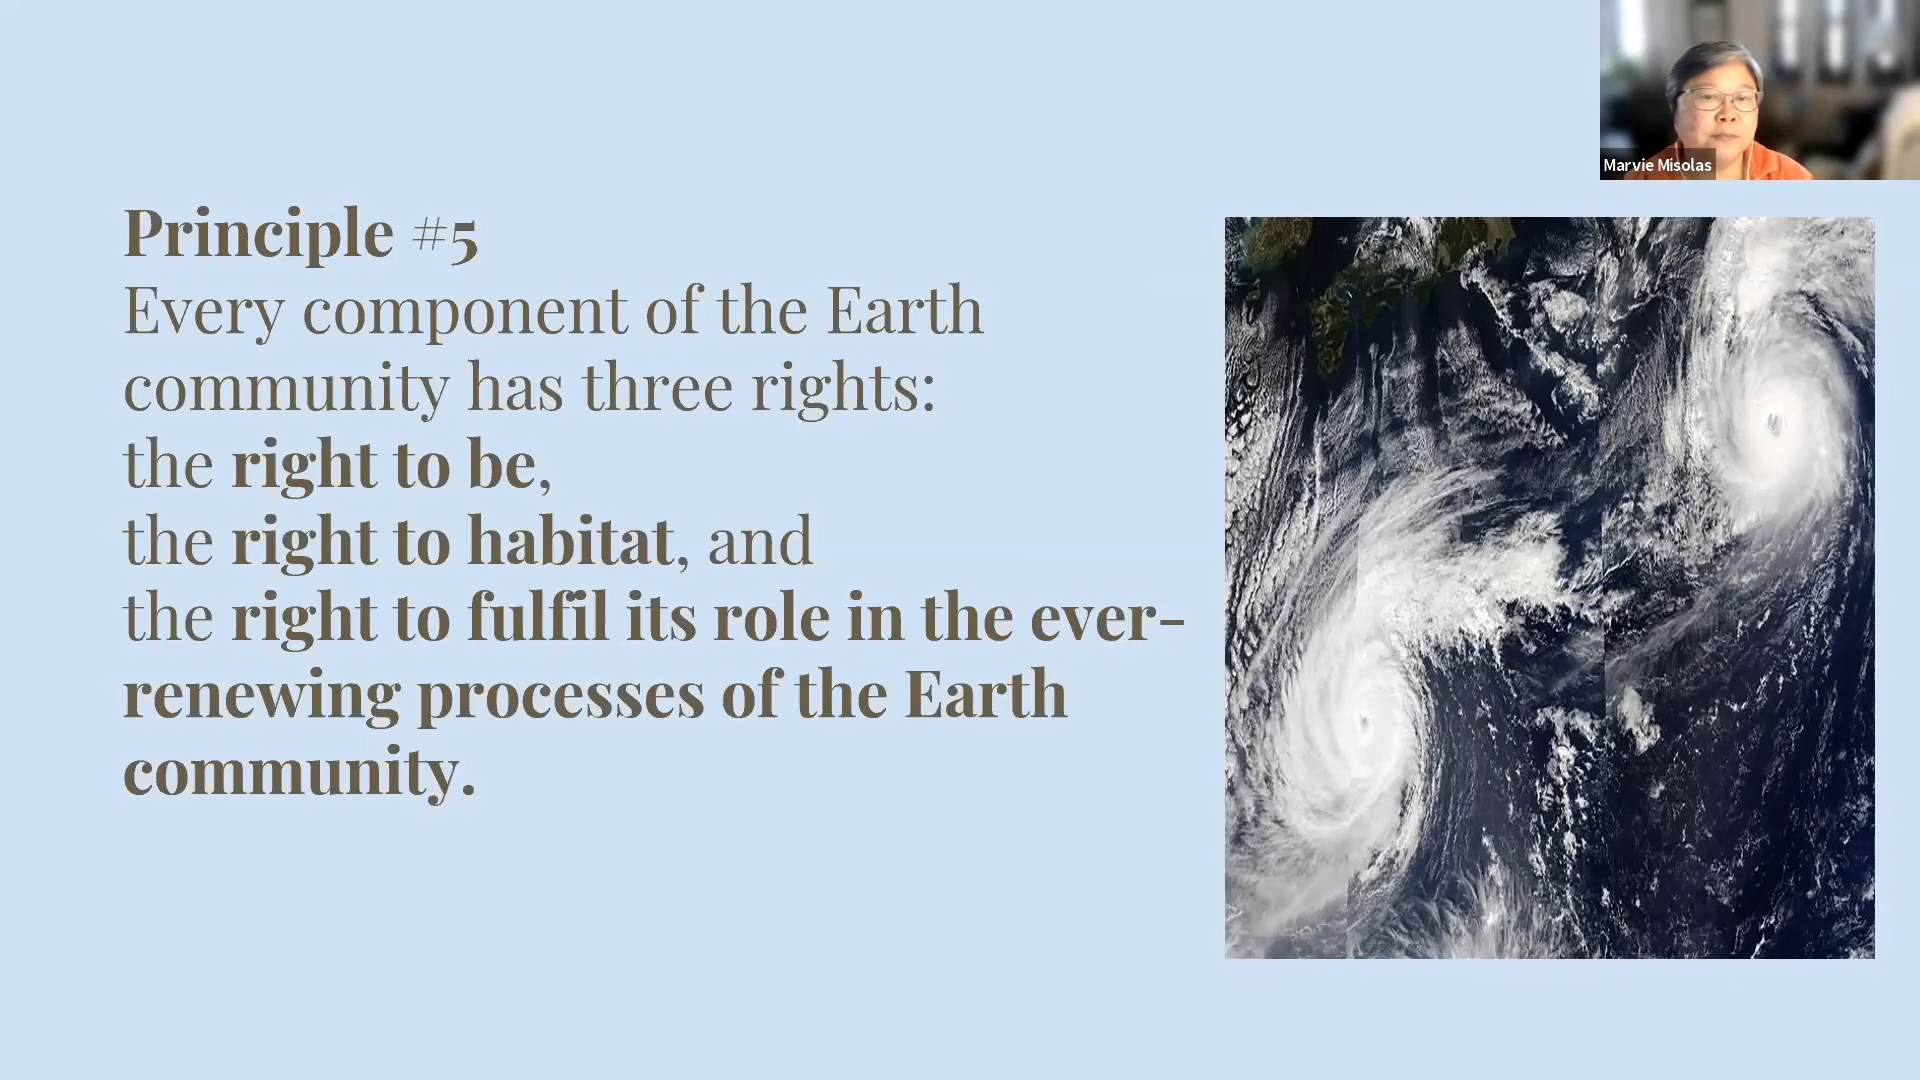 Marvie Misolas
Principle #5
Every component of the Earth
community has three rights:
the right to be,
the right to habitat, and
the right to fulfil its role in the ever-
renewing processes of the Earth
community.